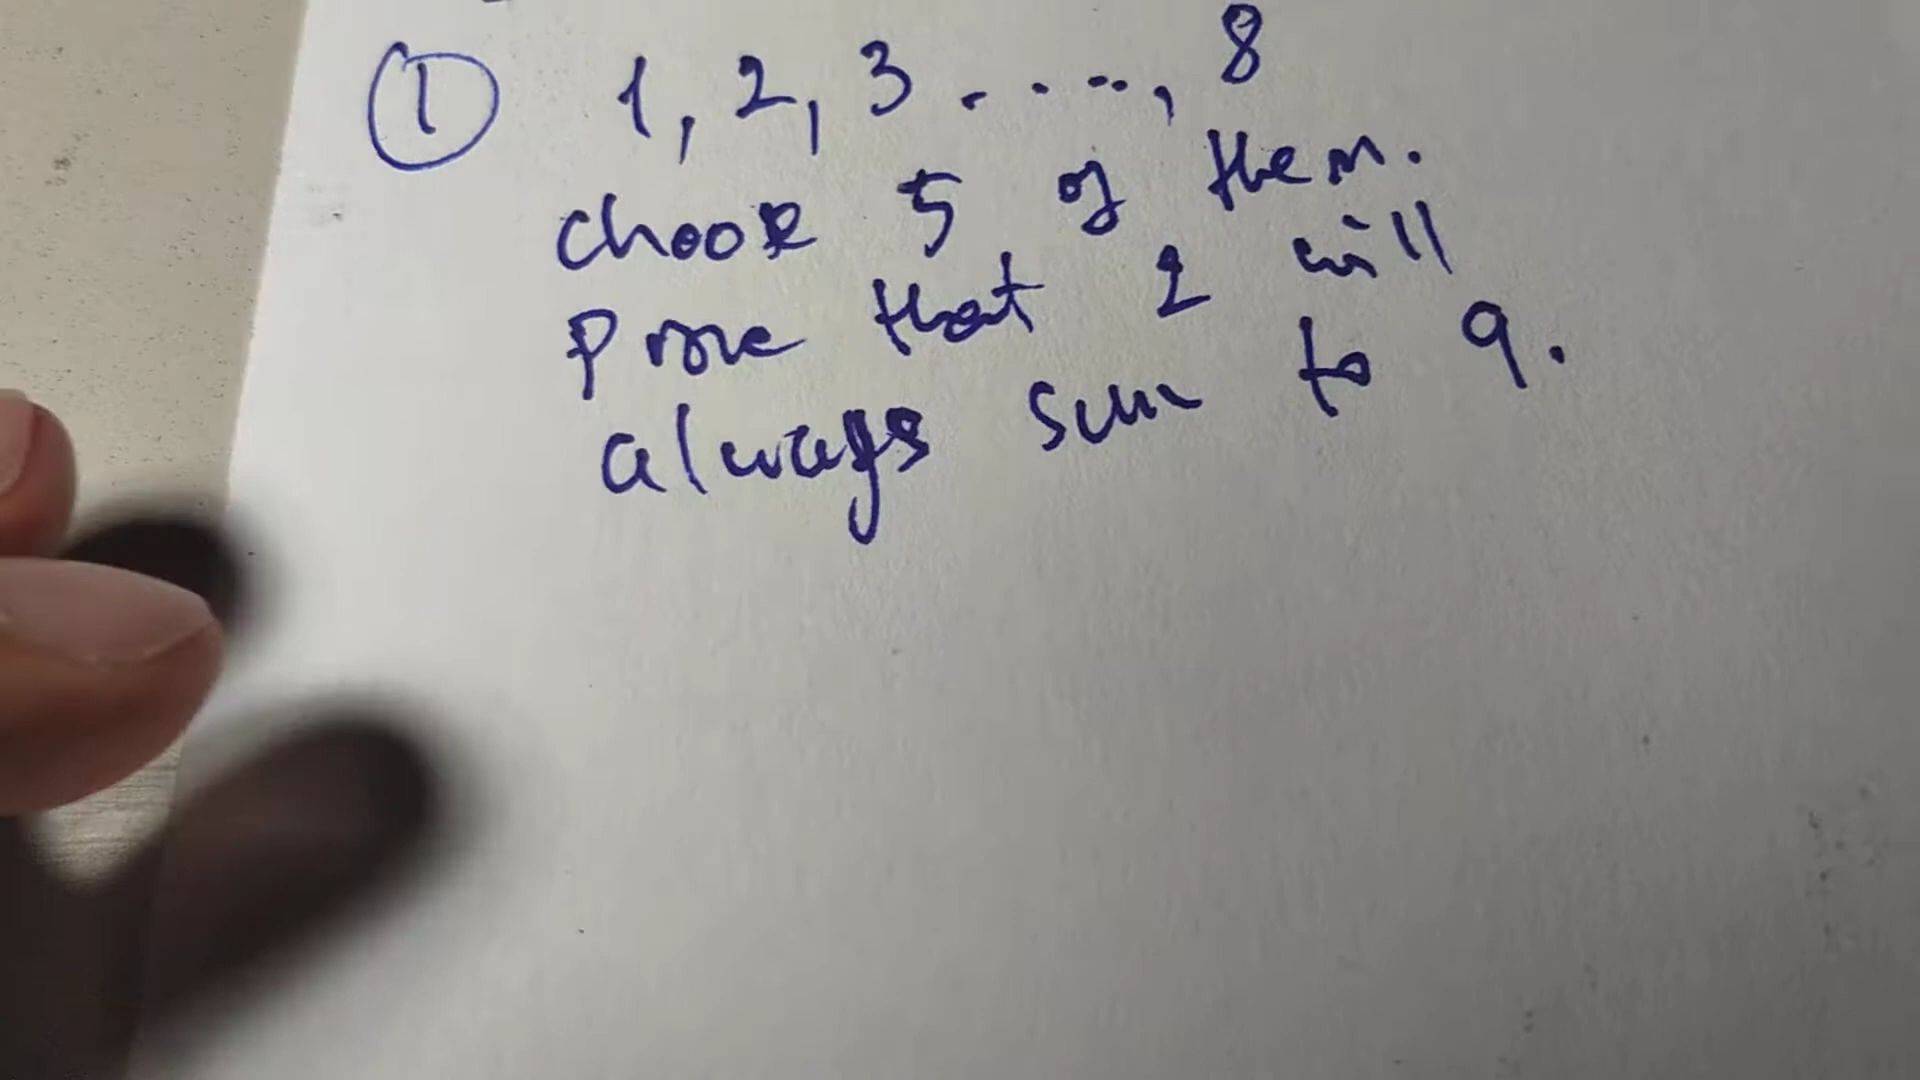 ① 1, 2, 3 . . . . , 8
choose 5 of them.
Prove that 2 will
always sum to 9.